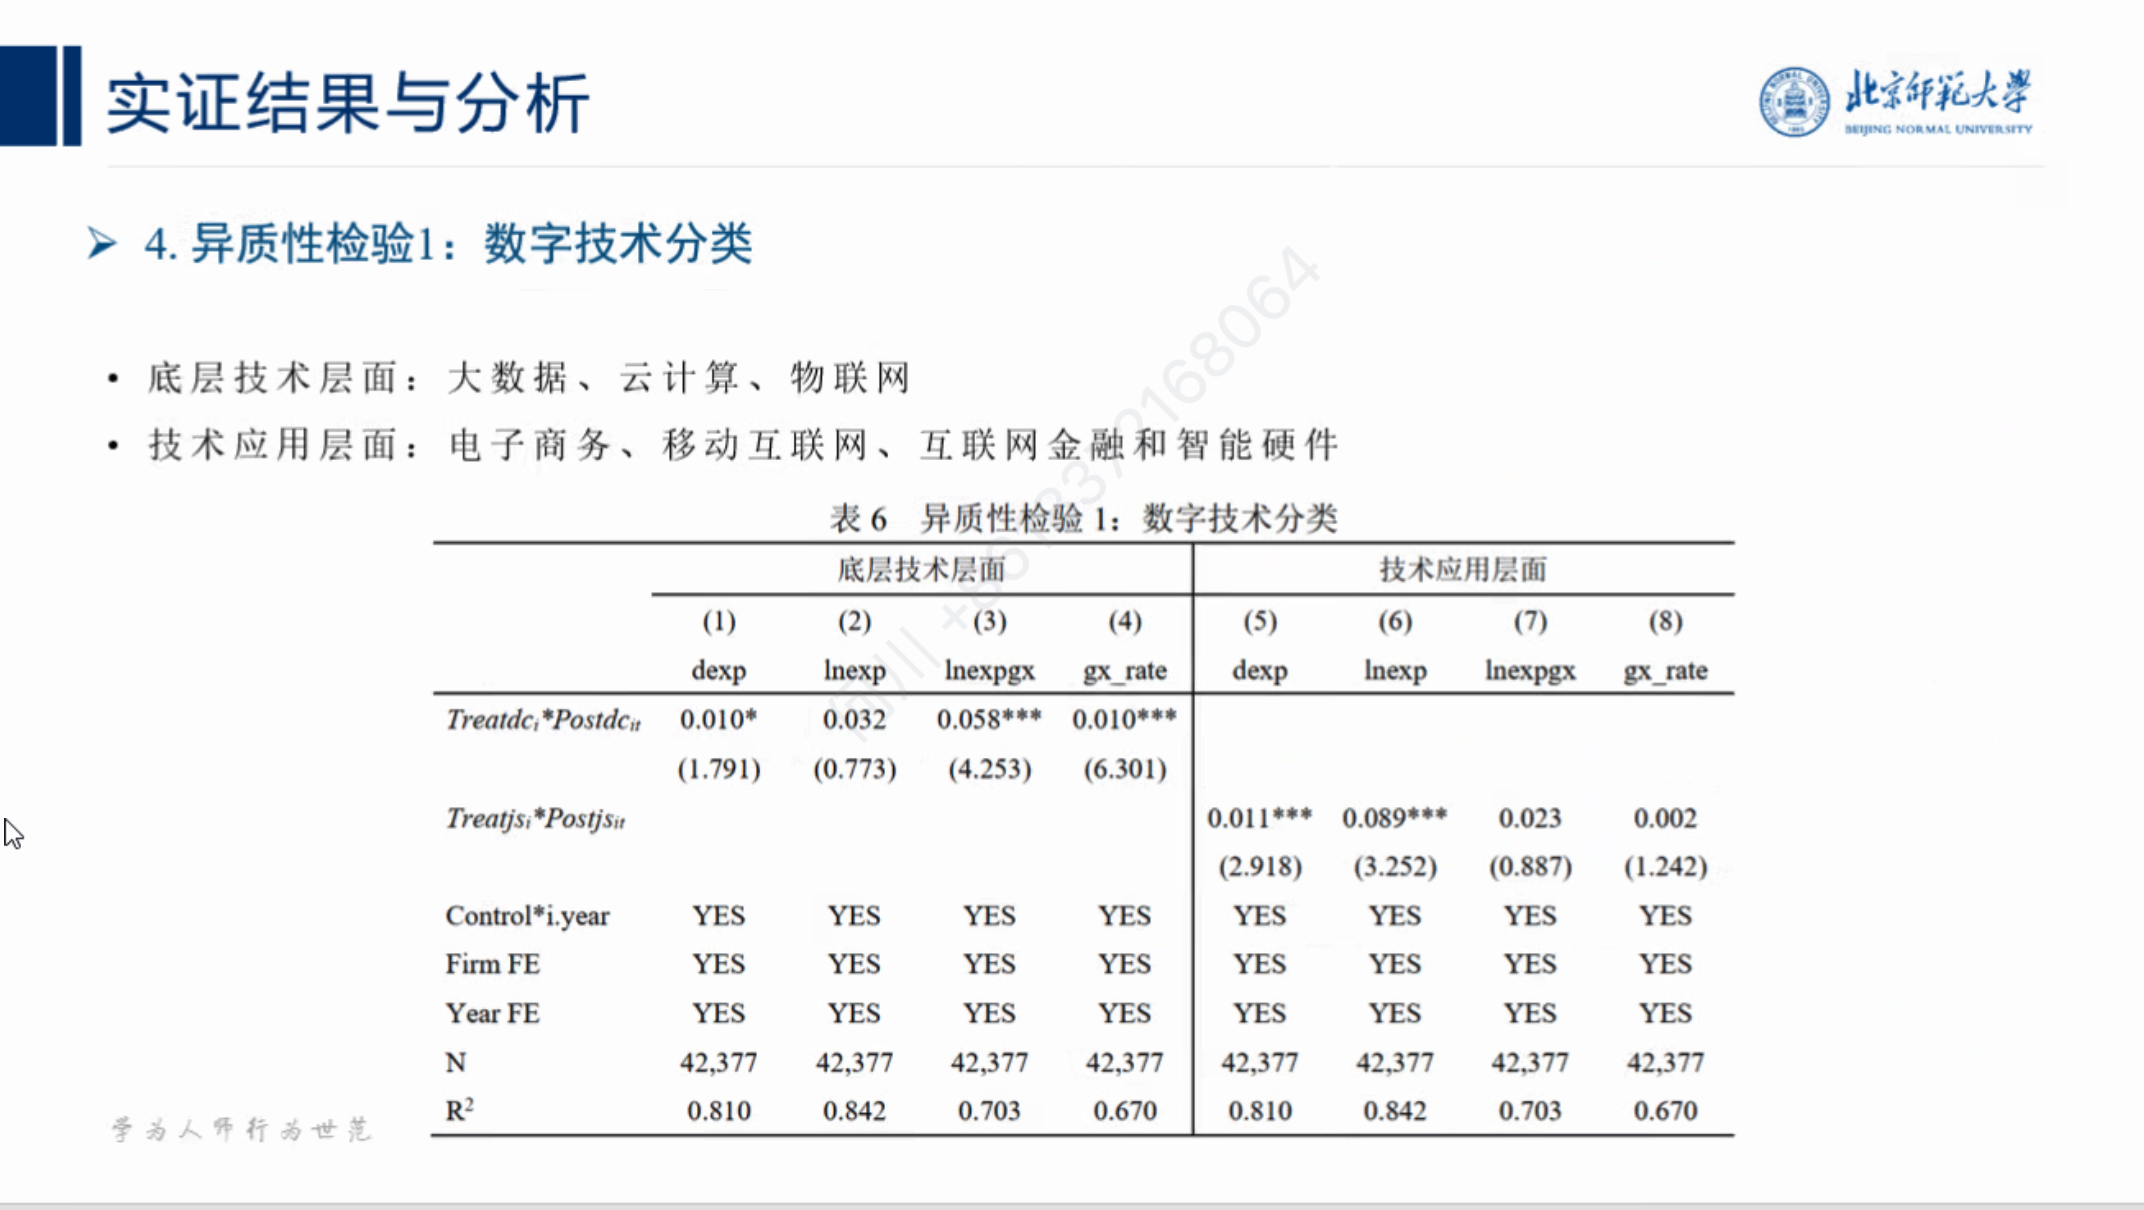 实证结果与分析
北京师范大学
BEIJING NORMAL UNIVERSITY
➢ 4. 异质性检验1：数字技术分类
• 底层技术层面：大数据、云计算、物联网
• 技术应用层面：电子商务、移动互联网、互联网金融和智能硬件
表 6 异质性检验 1：数字技术分类
底层技术层面 技术应用层面
(1) (2) (3) (4) (5) (6) (7) (8)
dexp lnexp lnexpgx gx_rate dexp lnexp lnexpgx gx_rate
Treatdcᵢ*Postdcᵢₜ 0.010* 0.032 0.058*** 0.010***
(1.791) (0.773) (4.253) (6.301)
Treatjsᵢ*Postjsᵢₜ 0.011*** 0.089*** 0.023 0.002
(2.918) (3.252) (0.887) (1.242)
Control*i.year YES YES YES YES YES YES YES YES
Firm FE YES YES YES YES YES YES YES YES
Year FE YES YES YES YES YES YES YES YES
N 42,377 42,377 42,377 42,377 42,377 42,377 42,377 42,377
R² 0.810 0.842 0.703 0.670 0.810 0.842 0.703 0.670
学为人师行为世范